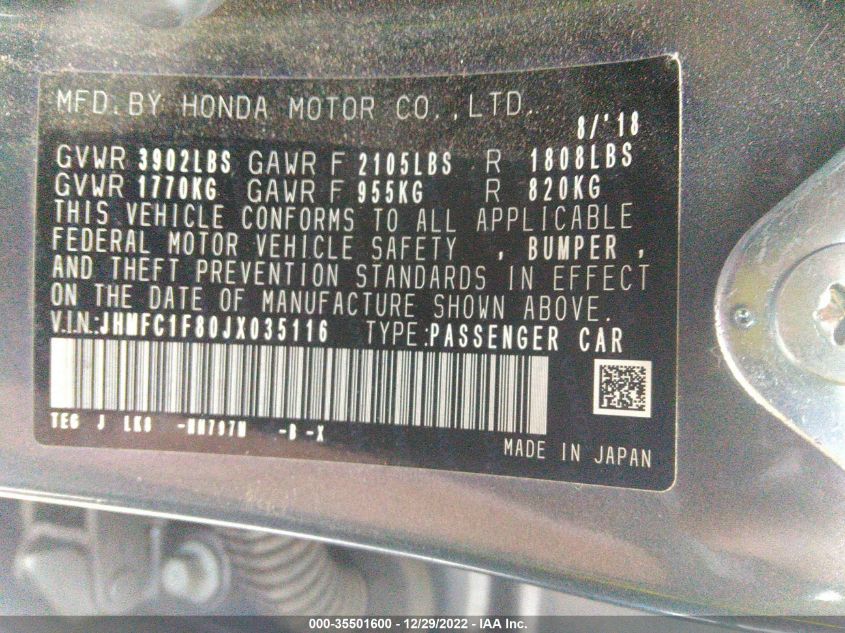 MFD. BY HONDA MOTOR CO., LTD.
8/'18
GVWR 3902LBS GAWR F 2105LBS R 1808LBS
GVWR 1770KG GAWR F 955KG R 820KG
THIS VEHICLE CONFORMS TO ALL APPLICABLE
FEDERAL MOTOR VEHICLE SAFETY , BUMPER ,
AND THEFT PREVENTION STANDARDS IN EFFECT
ON THE DATE OF MANUFACTURE SHOWN ABOVE.
V.I.N.:JHMFC1F80JX035116 TYPE:PASSENGER CAR
TEG J -B -X
MADE IN JAPAN
000-35501600 - 12/29/2022 - IAA Inc.